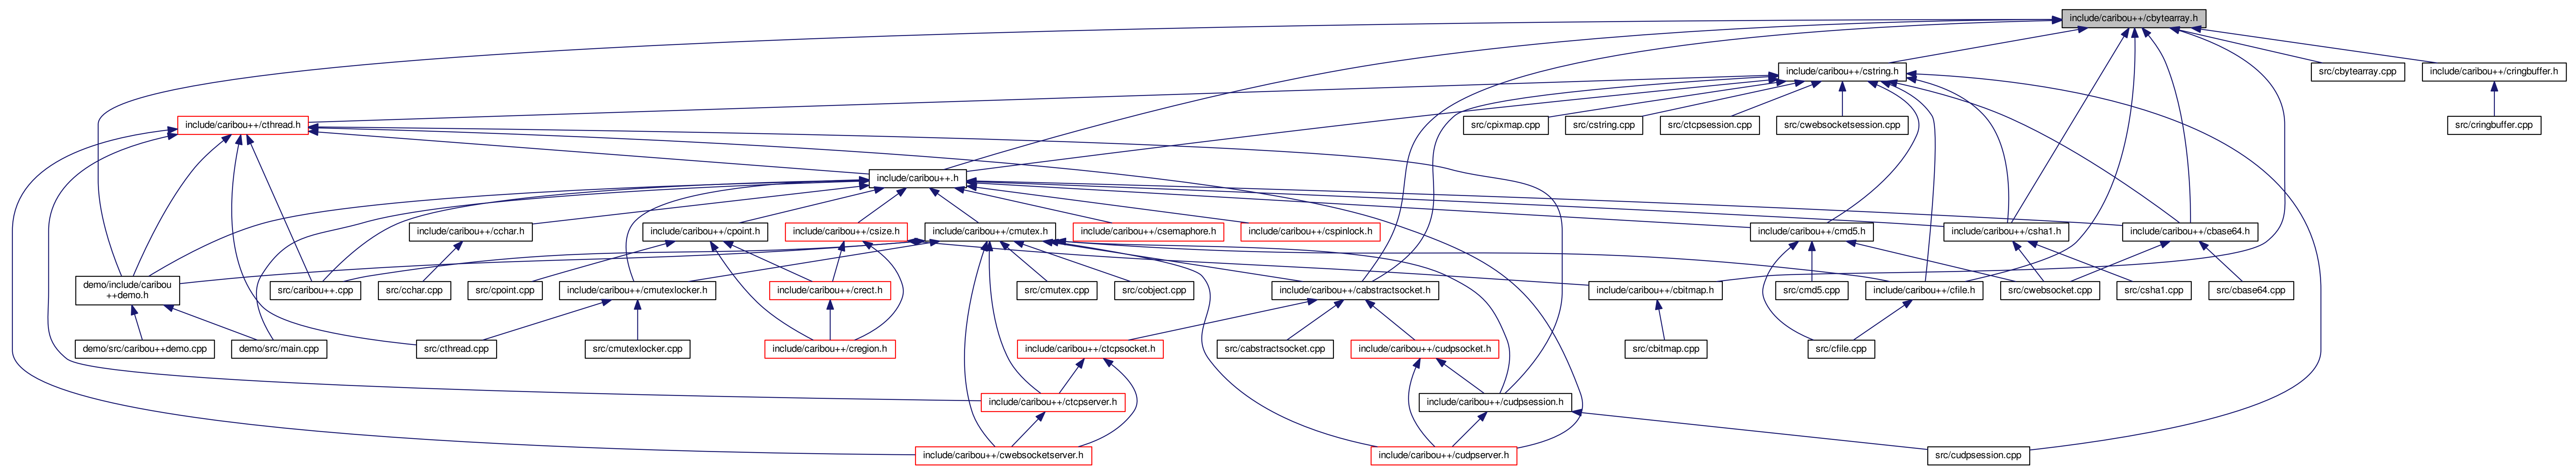 include/caribou++/cbytearray.h
include/caribou++/cstring.h
src/cbytearray.cpp
include/caribou++/cringbuffer.h
include/caribou++/cthread.h
src/cpixmap.cpp
src/cstring.cpp
src/ctcpsession.cpp
src/cwebsocketsession.cpp
src/cringbuffer.cpp
include/caribou++.h
include/caribou++/cchar.h
include/caribou++/cpoint.h
include/caribou++/csize.h
include/caribou++/cmutex.h
include/caribou++/csemaphore.h
include/caribou++/cspinlock.h
include/caribou++/cmd5.h
include/caribou++/csha1.h
include/caribou++/cbase64.h
demo/include/caribou
++demo.h
src/caribou++.cpp
src/cchar.cpp
src/cpoint.cpp
include/caribou++/cmutexlocker.h
include/caribou++/crect.h
src/cmutex.cpp
src/cobject.cpp
include/caribou++/cabstractsocket.h
include/caribou++/cbitmap.h
src/cmd5.cpp
include/caribou++/cfile.h
src/cwebsocket.cpp
src/csha1.cpp
src/cbase64.cpp
demo/src/caribou++demo.cpp
demo/src/main.cpp
src/cthread.cpp
src/cmutexlocker.cpp
include/caribou++/cregion.h
include/caribou++/ctcpsocket.h
src/cabstractsocket.cpp
include/caribou++/cudpsocket.h
src/cbitmap.cpp
src/cfile.cpp
include/caribou++/ctcpserver.h
include/caribou++/cudpsession.h
include/caribou++/cwebsocketserver.h
include/caribou++/cudpserver.h
src/cudpsession.cpp